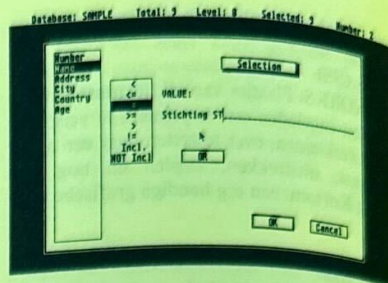 Database: SAMPLE Total: 9 Level: 0 Selected: 9 Number: 2
Number
Name
Address
City
Country
Age
<
<=
=
>=
>
!=
Incl.
NOT Incl
Selection
VALUE:
Stichting ST
OR
OK
Cancel